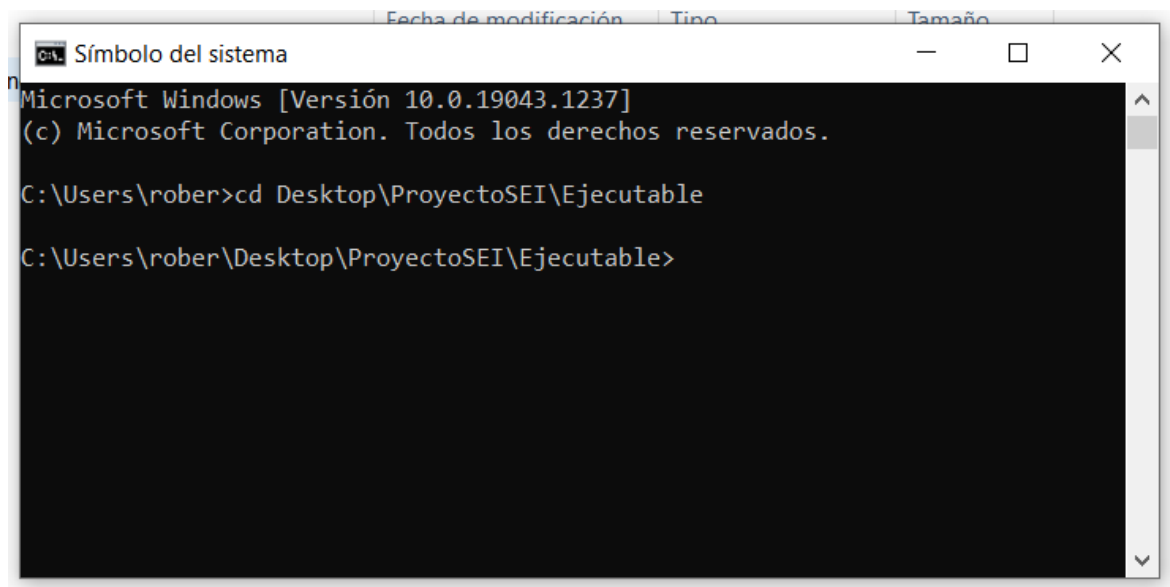 Fecha de modificación Tipo Tamaño
Símbolo del sistema
Microsoft Windows [Versión 10.0.19043.1237]
(c) Microsoft Corporation. Todos los derechos reservados.
C:\Users\rober>cd Desktop\ProyectoSEI\Ejecutable
C:\Users\rober\Desktop\ProyectoSEI\Ejecutable>